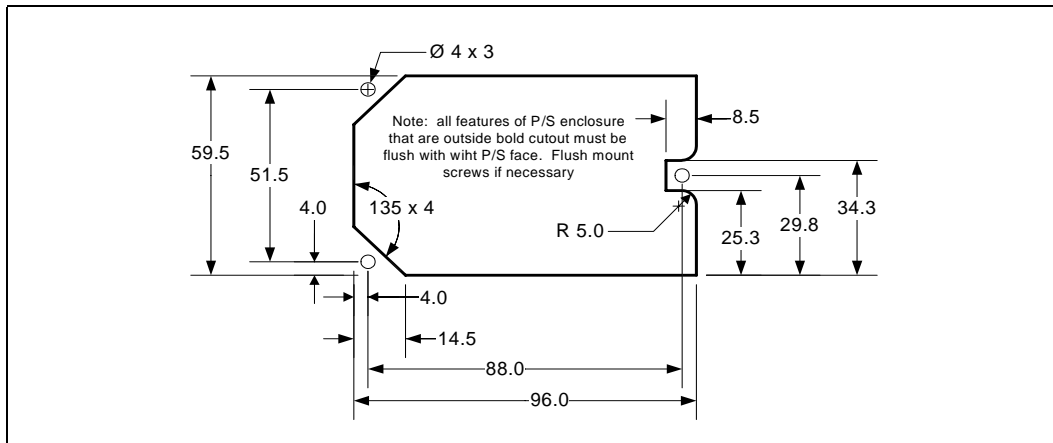 Ø 4 x 3
Note: all features of P/S enclosure
that are outside bold cutout must be
flush with wiht P/S face. Flush mount
screws if necessary
8.5
59.5
51.5
4.0
135 x 4
R 5.0
25.3
29.8
34.3
4.0
14.5
88.0
96.0